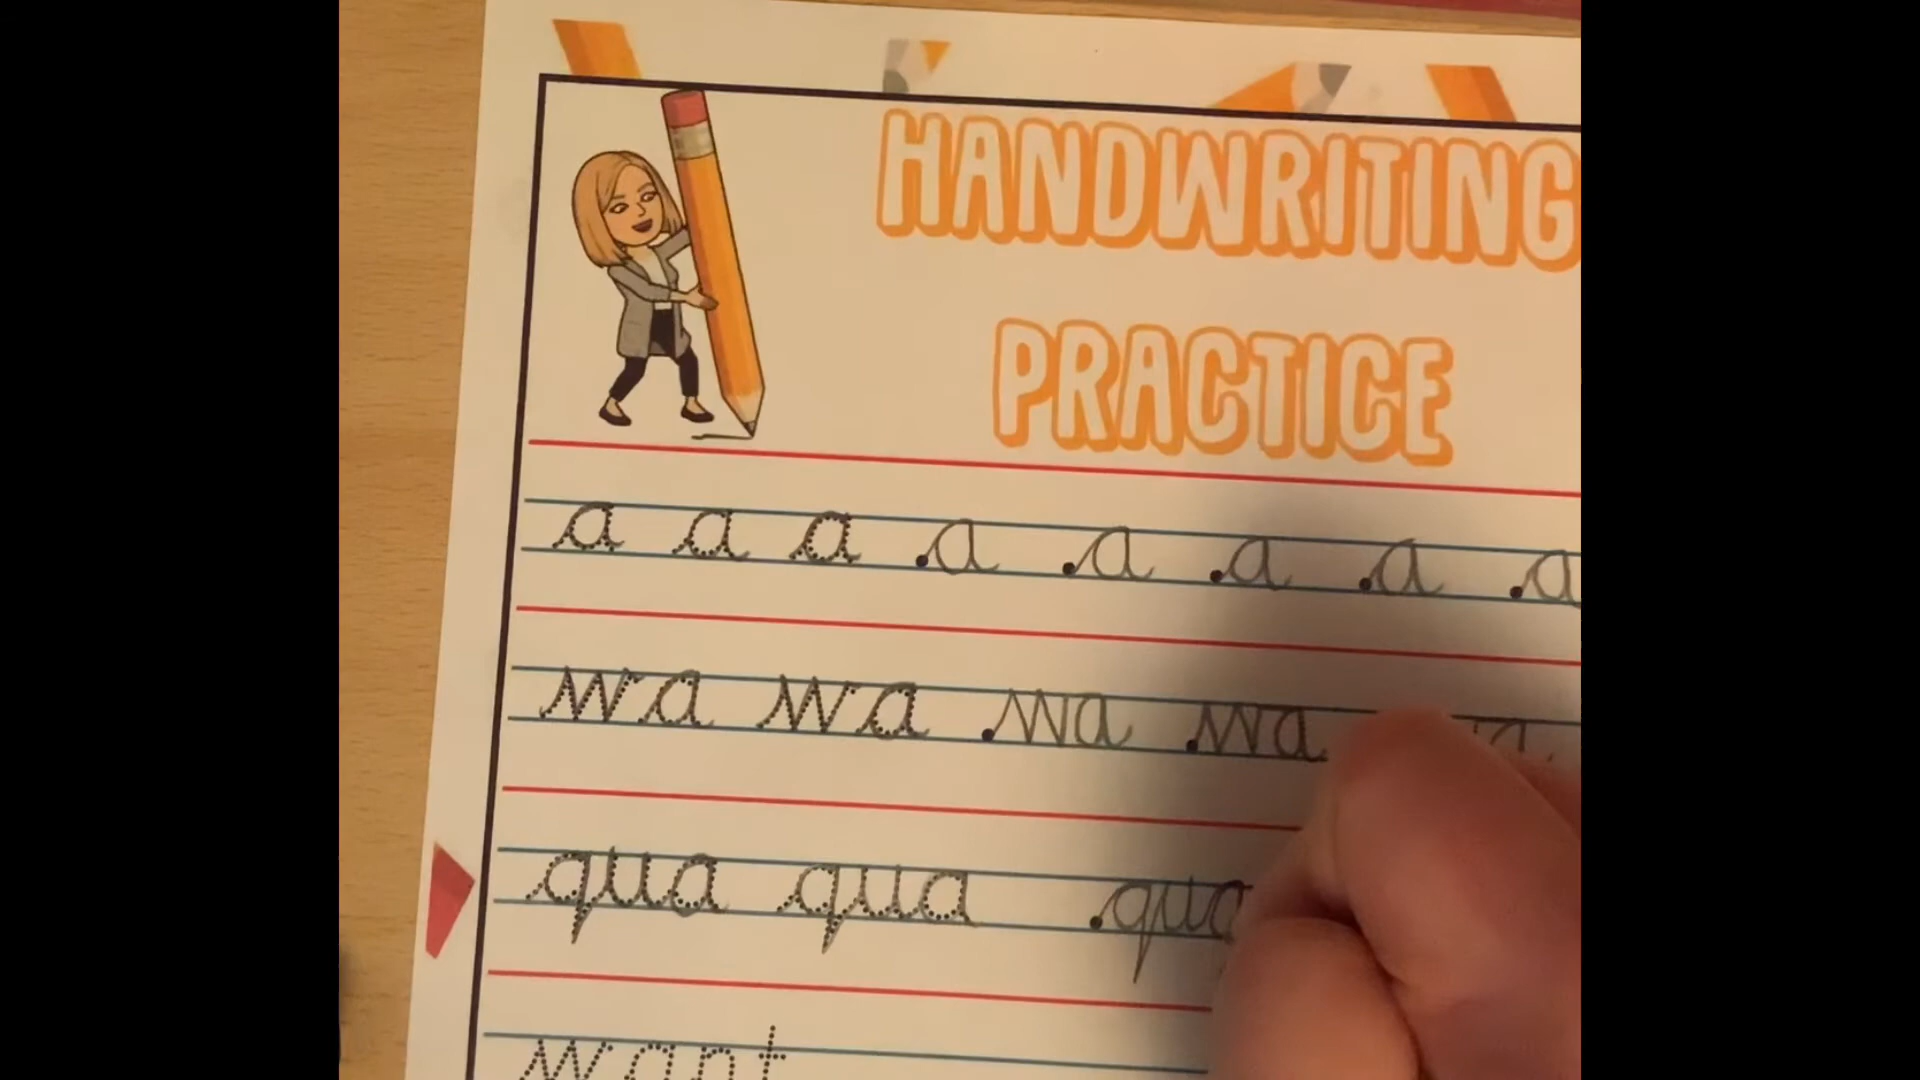 HANDWRITING
PRACTICE
a a a a a a a a
wa wa wa wa
qua qua qua
want